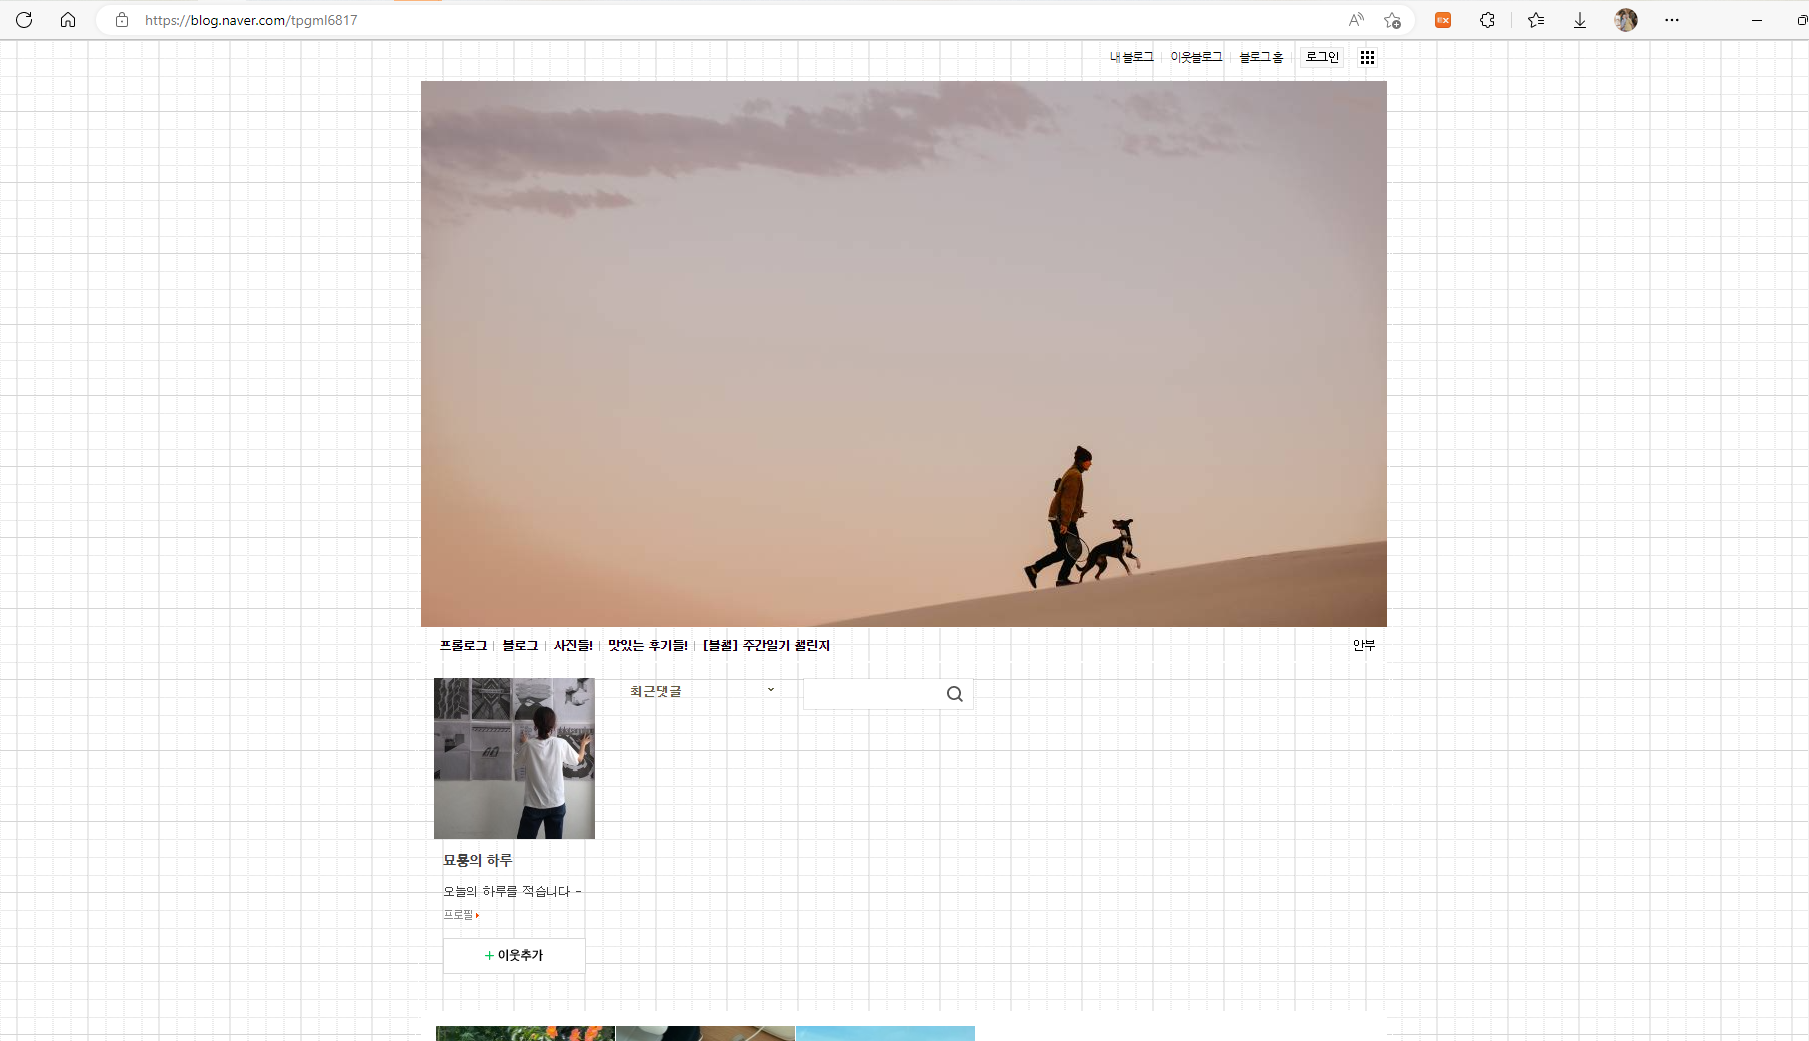 https://blog.naver.com/tpgml6817
내 블로그 이웃블로그 블로그 홈 로그인
프롤로그 블로그 사진들! 맛있는 후기들! [블챌] 주간일기 챌린지 안부
최근댓글
묘묭의 하루
오늘의 하루를 적습니다 -
프로필
+ 이웃추가